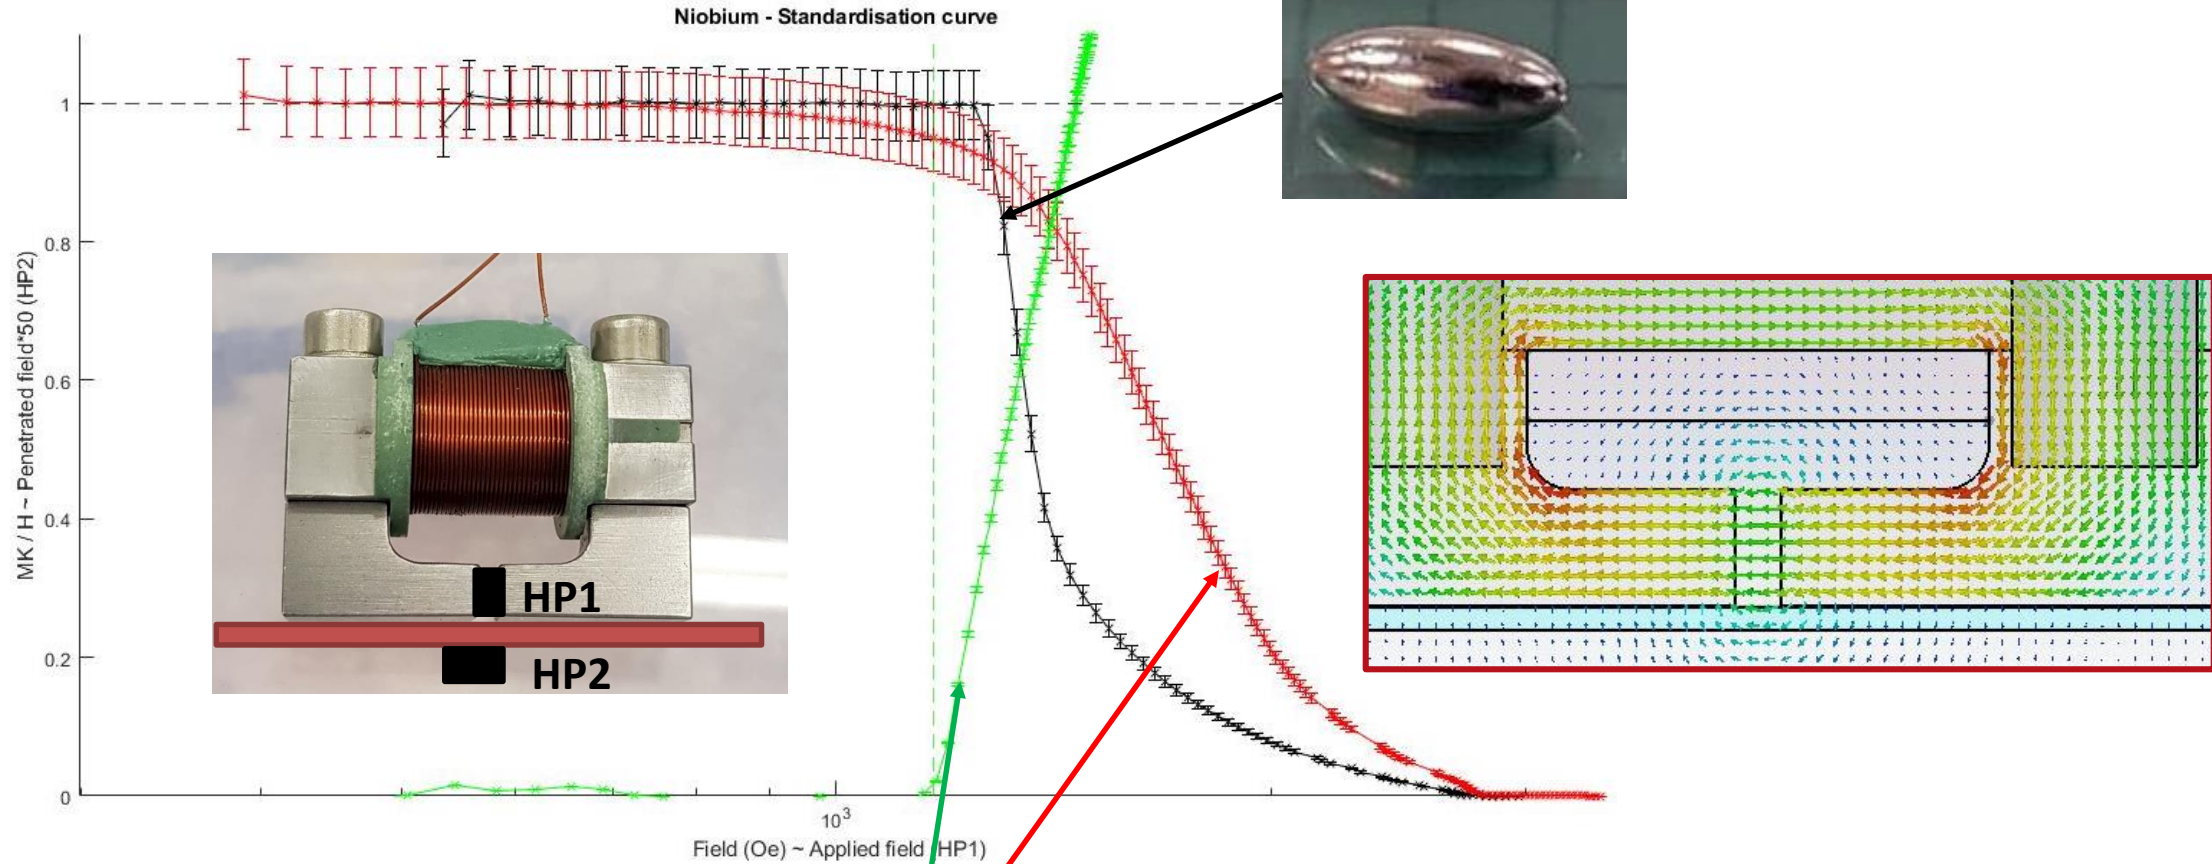 Niobium - Standardisation curve
MK / H ~ Penetrated field*50 (HP2)
1
0.8
0.6
0.4
0.2
0
HP1
HP2
10³
Field (Oe) ~ Applied field (HP1)